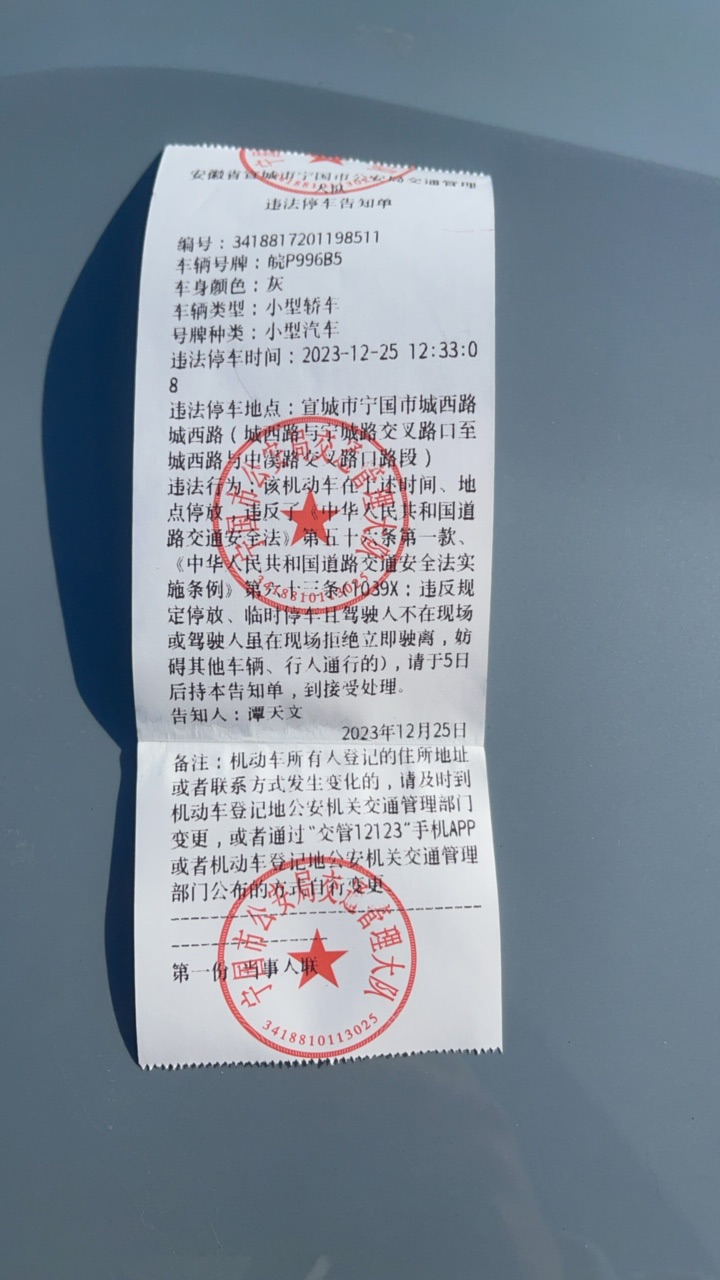 安徽省宣城市宁国市公安局交通管理
大队
违法停车告知单
编号：3418817201198511
车辆号牌：皖P996B5
车身颜色：灰
车辆类型：小型轿车
号牌种类：小型汽车
违法停车时间：2023-12-25 12:33:0
8
违法停车地点：宣城市宁国市城西路
城西路（城西路与宁城路交叉路口至
城西路与中溪路交叉路口路段）
违法行为：该机动车在上述时间、地
点停放，违反了《中华人民共和国道
路交通安全法》第五十六条第一款、
《中华人民共和国道路交通安全法实
施条例》第六十三条(1039X：违反规
定停放、临时停车且驾驶人不在现场
或驾驶人虽在现场拒绝立即驶离，妨
碍其他车辆、行人通行的)，请于5日
后持本告知单，到接受处理。
告知人：谭天文
2023年12月25日
备注：机动车所有人登记的住所地址
或者联系方式发生变化的，请及时到
机动车登记地公安机关交通管理部门
变更，或者通过“交管12123”手机APP
或者机动车登记地公安机关交通管理
部门公布的方式自行变更。
第一份 当事人联
宁国市公安局交通管理大队
3418810113025